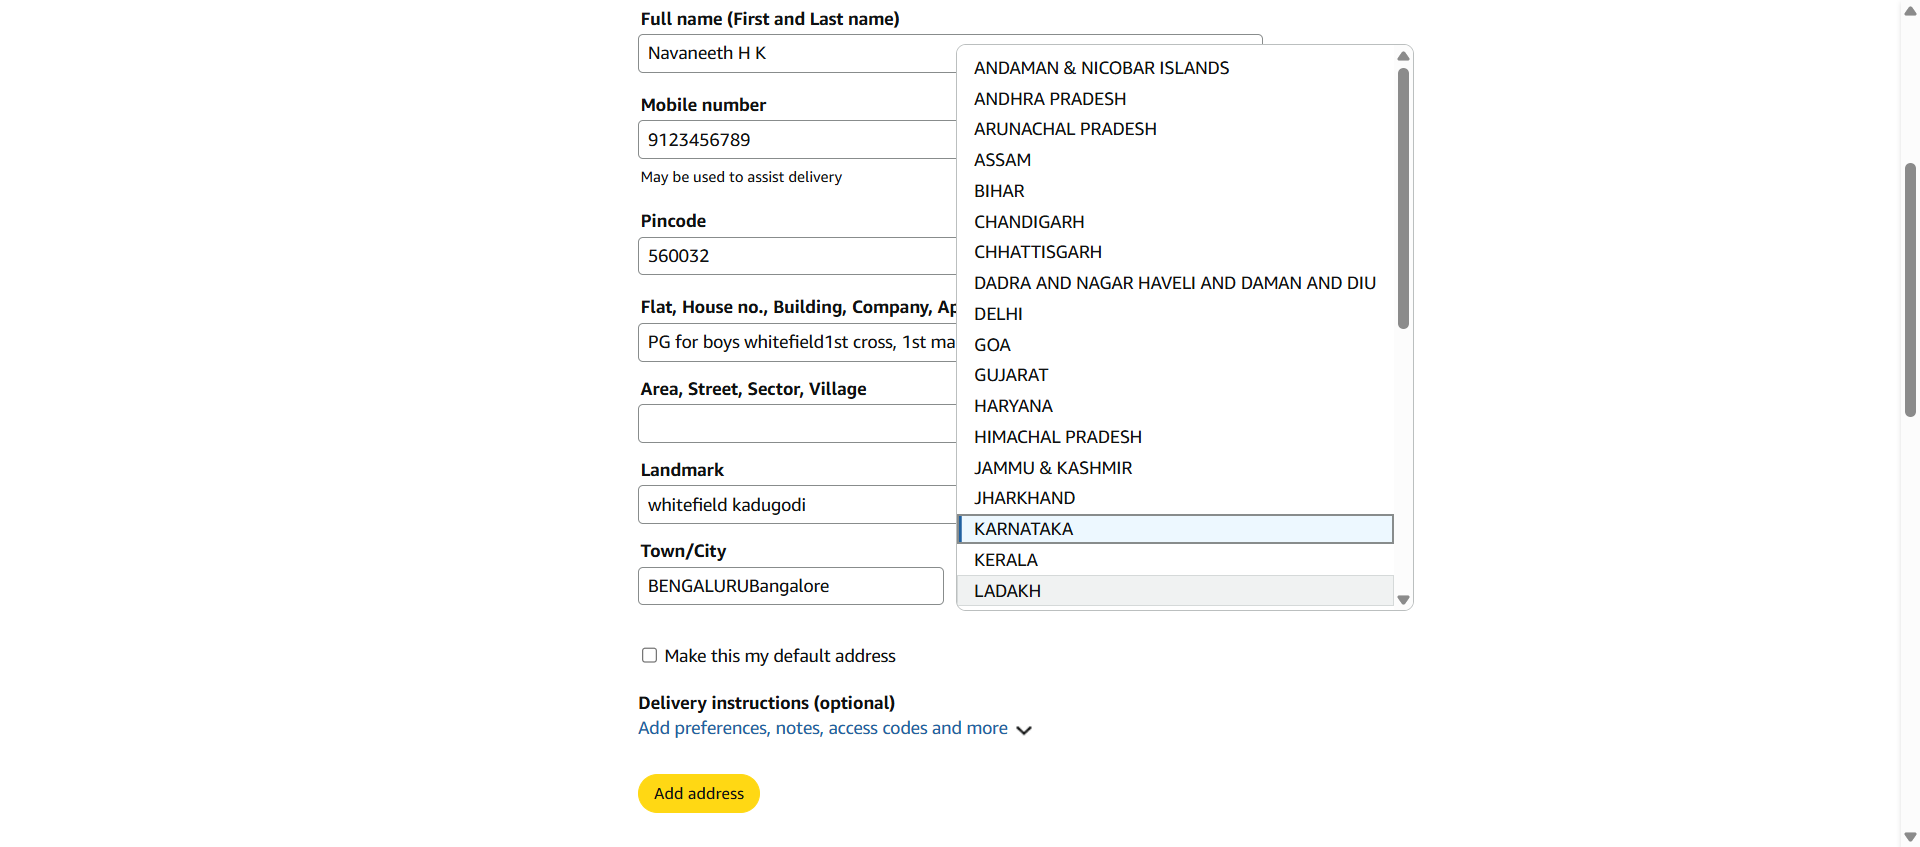 Full name (First and Last name)
Navaneeth H K
Mobile number
9123456789
May be used to assist delivery
Pincode
560032
Flat, House no., Building, Company, Ap
PG for boys whitefield1st cross, 1st ma
Area, Street, Sector, Village
Landmark
whitefield kadugodi
Town/City
BENGALURUBangalore
ANDAMAN & NICOBAR ISLANDS
ANDHRA PRADESH
ARUNACHAL PRADESH
ASSAM
BIHAR
CHANDIGARH
CHHATTISGARH
DADRA AND NAGAR HAVELI AND DAMAN AND DIU
DELHI
GOA
GUJARAT
HARYANA
HIMACHAL PRADESH
JAMMU & KASHMIR
JHARKHAND
KARNATAKA
KERALA
LADAKH
Make this my default address
Delivery instructions (optional)
Add preferences, notes, access codes and more
Add address